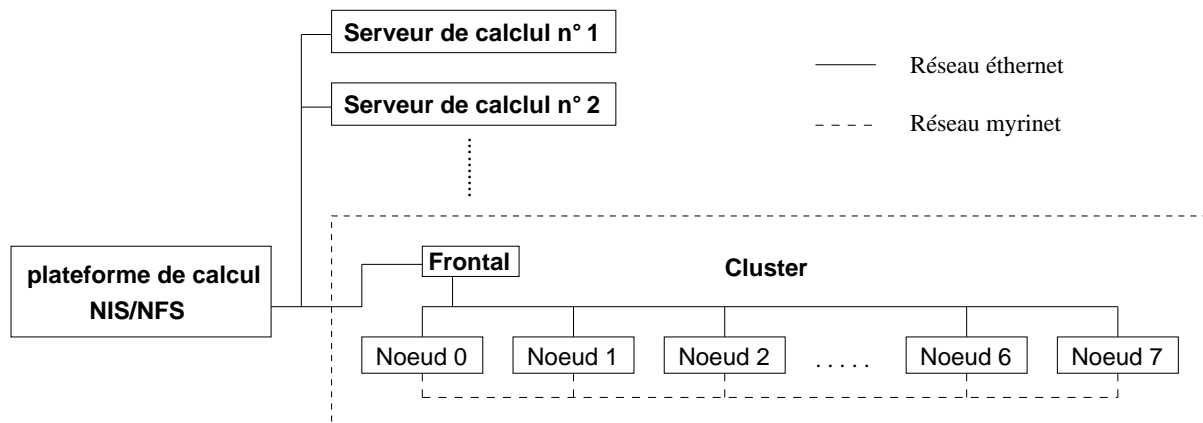 Serveur de calclul n° 1
Serveur de calclul n° 2
Réseau éthernet
Réseau myrinet
plateforme de calcul
NIS/NFS
Frontal
Cluster
Noeud 0
Noeud 1
Noeud 2
. . . . .
Noeud 6
Noeud 7